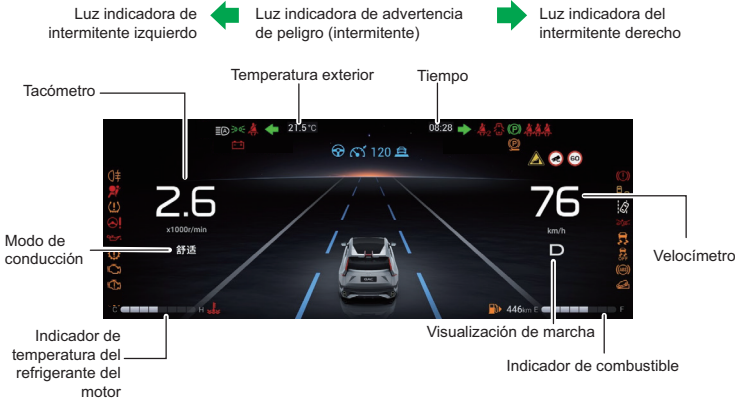 Luz indicadora de
intermitente izquierdo
Luz indicadora de advertencia
de peligro (intermitente)
Luz indicadora del
intermitente derecho
Temperatura exterior
Tiempo
Tacómetro
21.5°C
08:28
120
60
2.6
x1000r/min
舒适
76
km/h
D
Modo de
conducción
Velocímetro
C
H
446km
E
F
Visualización de marcha
Indicador de
temperatura del
refrigerante del
motor
Indicador de combustible